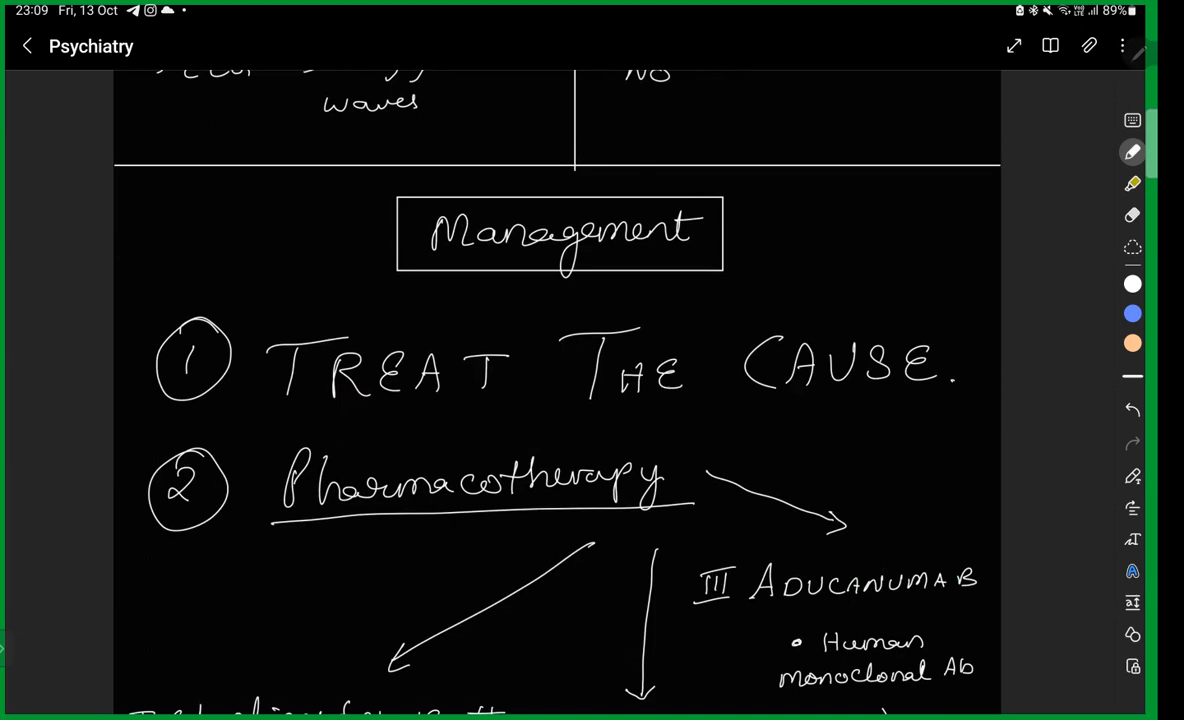 23:09 Fri, 13 Oct
89%
Psychiatry
waves
NO
Management
1 TREAT THE CAUSE.
2 Pharmacotherapy
III ADUCANUMAB
• Human
monoclonal Ab